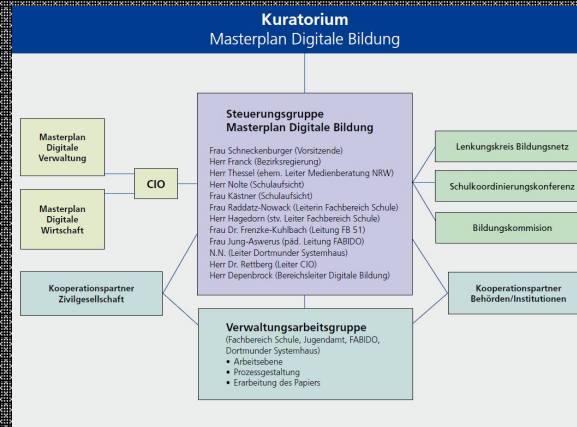 Kuratorium
Masterplan Digitale Bildung
Steuerungsgruppe
Masterplan Digitale Bildung
Frau Schneckenburger (Vorsitzende)
Herr Franck (Bezirksregierung)
Herr Thessel (ehern. Leiter Medienberatung NRW)
Herr Nolte (Schulaufsicht)
Frau Kästner (Schulaufsicht)
Frau Raddatz-Nowack (Leiterin Fachbereich Schule)
Herr Hagedorn (stv. Leiter Fachbereich Schule)
Frau Dr. Frenzke-Kuhlbach (Leitung FB 51)
Frau Jung-Aswerus (päd. Leitung FABIDO)
N.N. (Leiter Dortmunder Systemhaus)
Herr Dr. Rettberg (Leiter CIO)
Herr Depenbrock (Bereichsleiter Digitale Bildung)
Masterplan
Digitale
Verwaltung
CIO
Masterplan
Digitale
Wirtschaft
Lenkungskreis Bildungsnetz
Schulkoordinierungskonferenz
Bildungskommision
Kooperationspartner
Zivilgesellschaft
Kooperationspartner
Behörden/Institutionen
Verwaltungsarbeitsgruppe
(Fachbereich Schule, Jugendamt, FABIDO,
Dortmunder Systemhaus)
• Arbeitsebene
• Prozessgestaltung
• Erarbeitung des Papiers